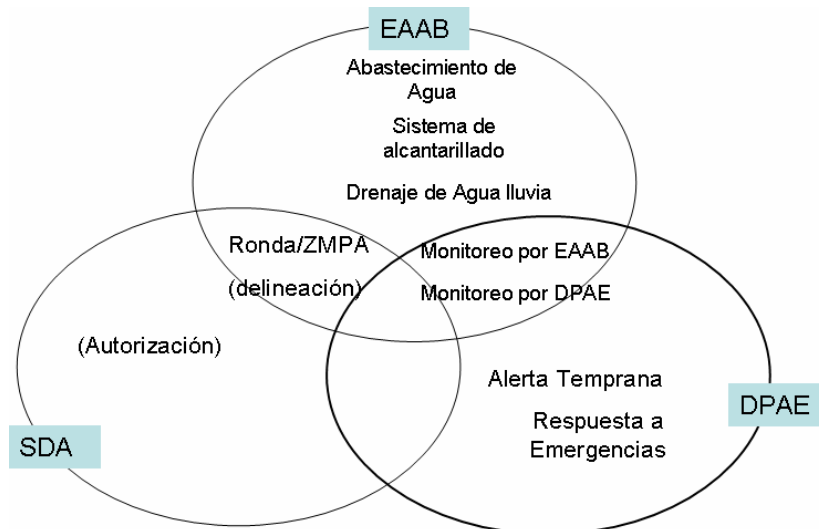 EAAB
Abastecimiento de
Agua
Sistema de
alcantarillado
Drenaje de Agua lluvia
Ronda/ZMPA
(delineación)
Monitoreo por EAAB
Monitoreo por DPAE
(Autorización)
Alerta Temprana
Respuesta a
Emergencias
DPAE
SDA